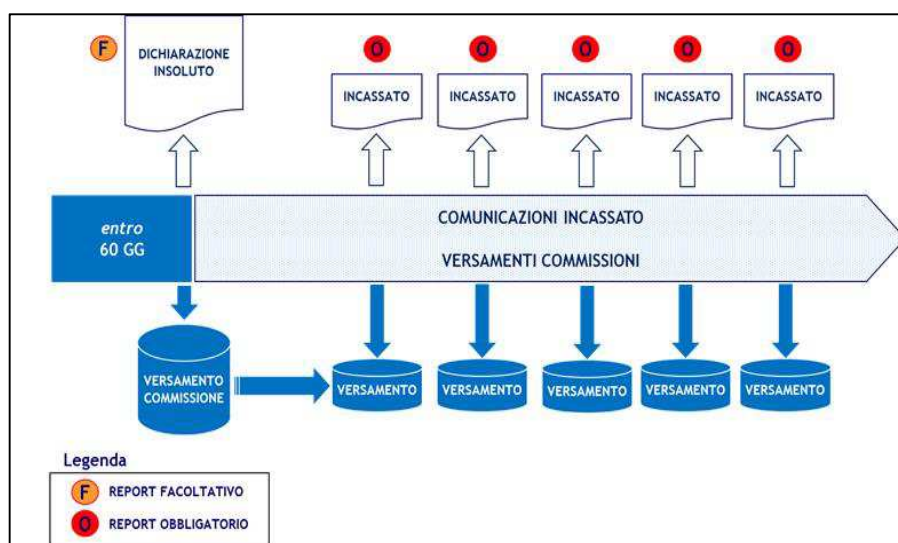 F
DICHIARAZIONE
INSOLUTO
O
O
O
O
O
INCASSATO
INCASSATO
INCASSATO
INCASSATO
INCASSATO
entro
60 GG
COMUNICAZIONI INCASSATO
VERSAMENTI COMMISSIONI
VERSAMENTO
COMMISSIONE
VERSAMENTO
VERSAMENTO
VERSAMENTO
VERSAMENTO
VERSAMENTO
Legenda
F REPORT FACOLTATIVO
O REPORT OBBLIGATORIO